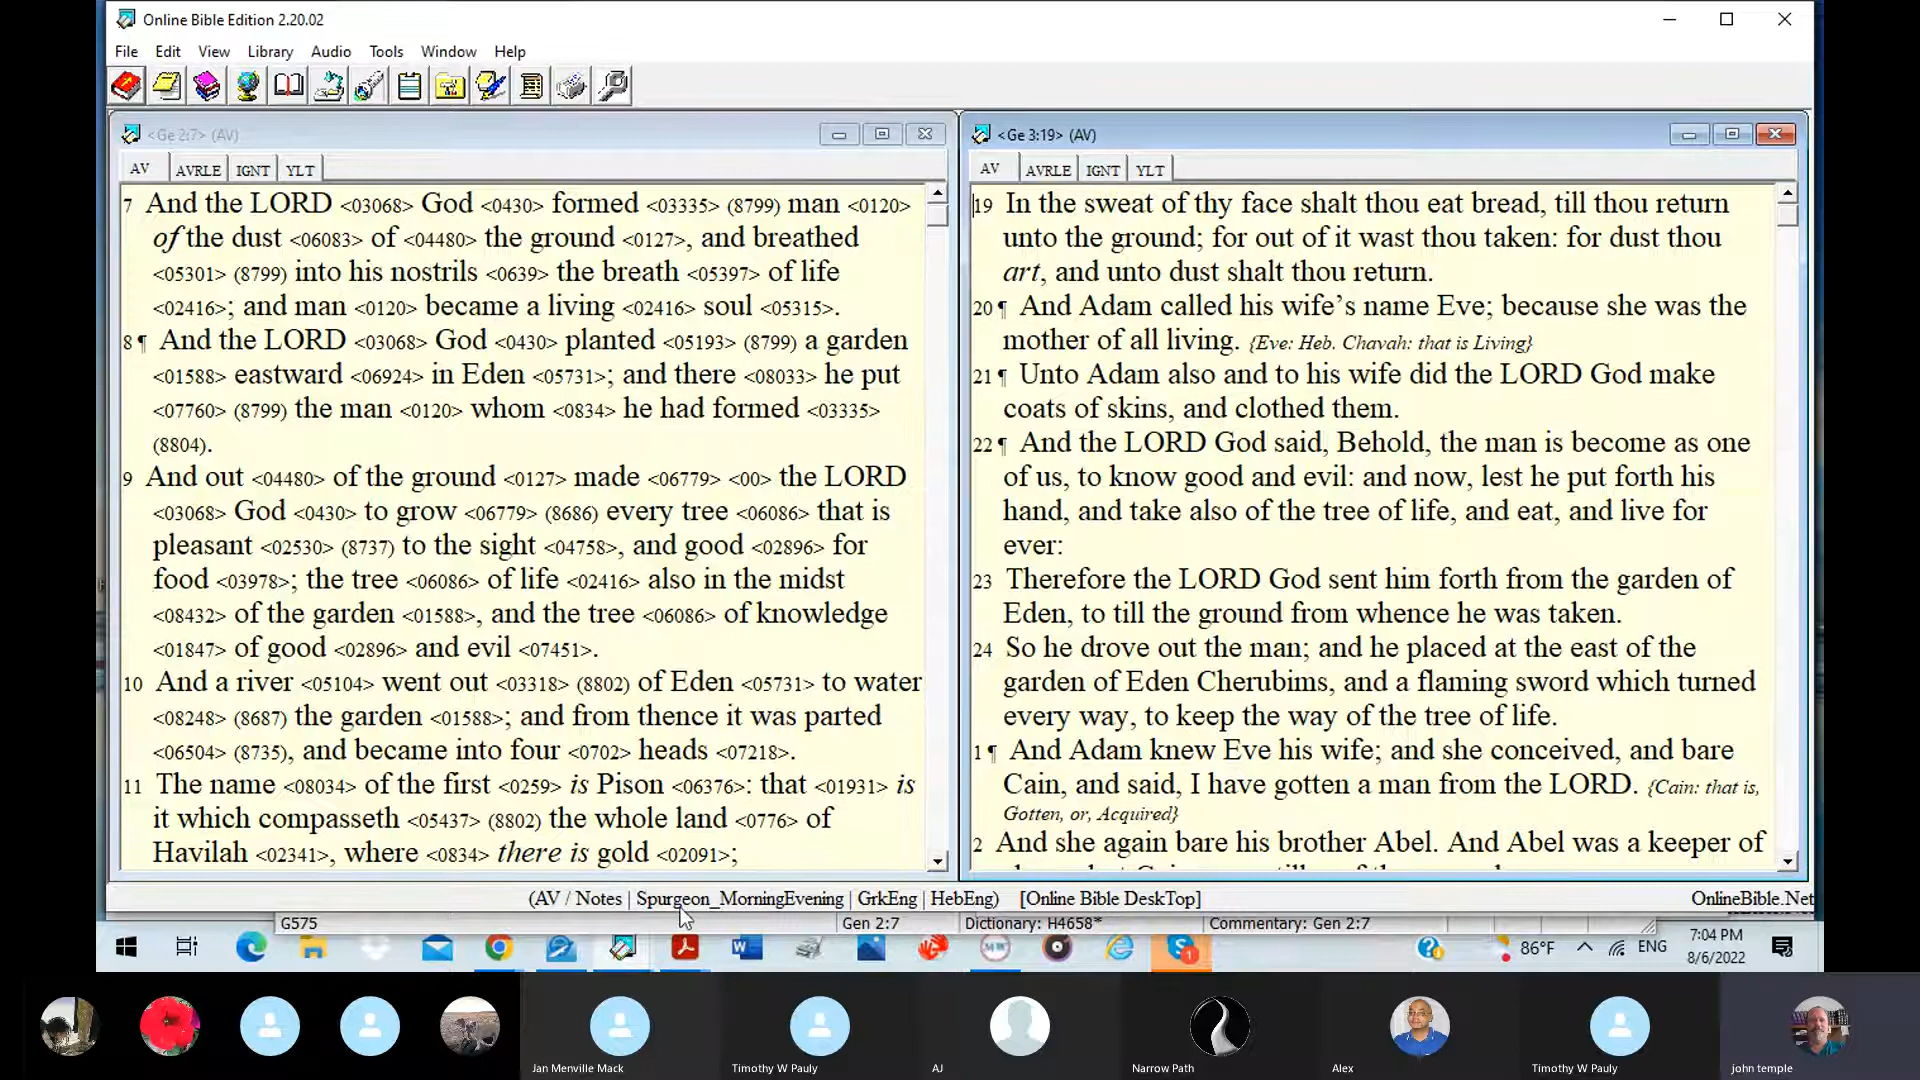 Online Bible Edition 2.20.02
File Edit View Library Audio Tools Window Help
<Ge 2:7> (AV)
AV AVRLE IGNT YLT
7 And the LORD <03068> God <0430> formed <03335> (8799) man <0120>
of the dust <06083> of <04480> the ground <0127>, and breathed
<05301> (8799) into his nostrils <0639> the breath <05397> of life
<02416>; and man <0120> became a living <02416> soul <05315>.
8 ¶ And the LORD <03068> God <0430> planted <05193> (8799) a garden
<01588> eastward <06924> in Eden <05731>; and there <08033> he put
<07760> (8799) the man <0120> whom <0834> he had formed <03335>
(8804).
9 And out <04480> of the ground <0127> made <06779> <00> the LORD
<03068> God <0430> to grow <06779> (8686) every tree <06086> that is
pleasant <02530> (8737) to the sight <04758>, and good <02896> for
food <03978>; the tree <06086> of life <02416> also in the midst
<08432> of the garden <01588>, and the tree <06086> of knowledge
<01847> of good <02896> and evil <07451>.
10 And a river <05104> went out <03318> (8802) of Eden <05731> to water
<08248> (8687) the garden <01588>; and from thence it was parted
<06504> (8735), and became into four <0702> heads <07218>.
11 The name <08034> of the first <0259> is Pison <06376>: that <01931> is
it which compasseth <05437> (8802) the whole land <0776> of
Havilah <02341>, where <0834> there is gold <02091>;
<Ge 3:19> (AV)
AV AVRLE IGNT YLT
19 In the sweat of thy face shalt thou eat bread, till thou return
unto the ground; for out of it wast thou taken: for dust thou
art, and unto dust shalt thou return.
20 ¶ And Adam called his wife’s name Eve; because she was the
mother of all living. {Eve: Heb. Chavah: that is Living}
21 ¶ Unto Adam also and to his wife did the LORD God make
coats of skins, and clothed them.
22 ¶ And the LORD God said, Behold, the man is become as one
of us, to know good and evil: and now, lest he put forth his
hand, and take also of the tree of life, and eat, and live for
ever:
23 Therefore the LORD God sent him forth from the garden of
Eden, to till the ground from whence he was taken.
24 So he drove out the man; and he placed at the east of the
garden of Eden Cherubims, and a flaming sword which turned
every way, to keep the way of the tree of life.
1 ¶ And Adam knew Eve his wife; and she conceived, and bare
Cain, and said, I have gotten a man from the LORD. {Cain: that is,
Gotten, or, Acquired}
2 And she again bare his brother Abel. And Abel was a keeper of
(AV / Notes | Spurgeon_MorningEvening | GrkEng | HebEng) [Online Bible DeskTop] OnlineBible.Net
G575 Gen 2:7 Dictionary: H4658* Commentary: Gen 2:7
86°F ENG 7:04 PM
8/6/2022
Jan Menville Mack Timothy W Pauly AJ Narrow Path Alex Timothy W Pauly john temple